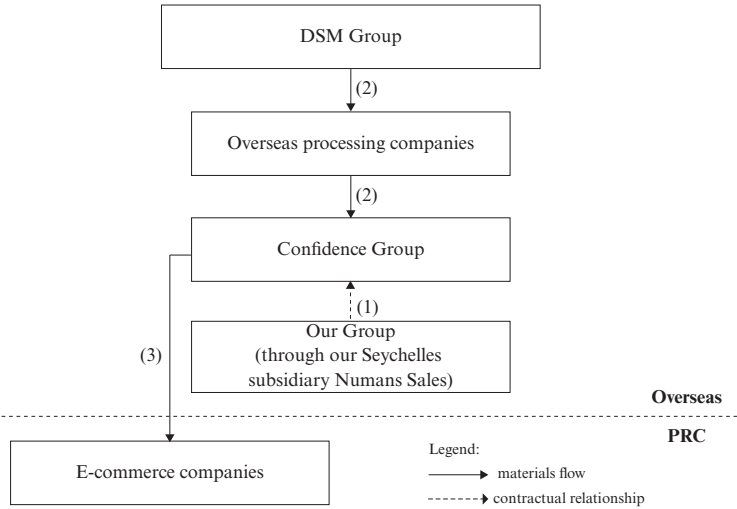 DSM Group
(2)
Overseas processing companies
(2)
Confidence Group
(1)
Our Group
(through our Seychelles
subsidiary Numans Sales)
(3)
Overseas
PRC
E-commerce companies
Legend:
materials flow
contractual relationship